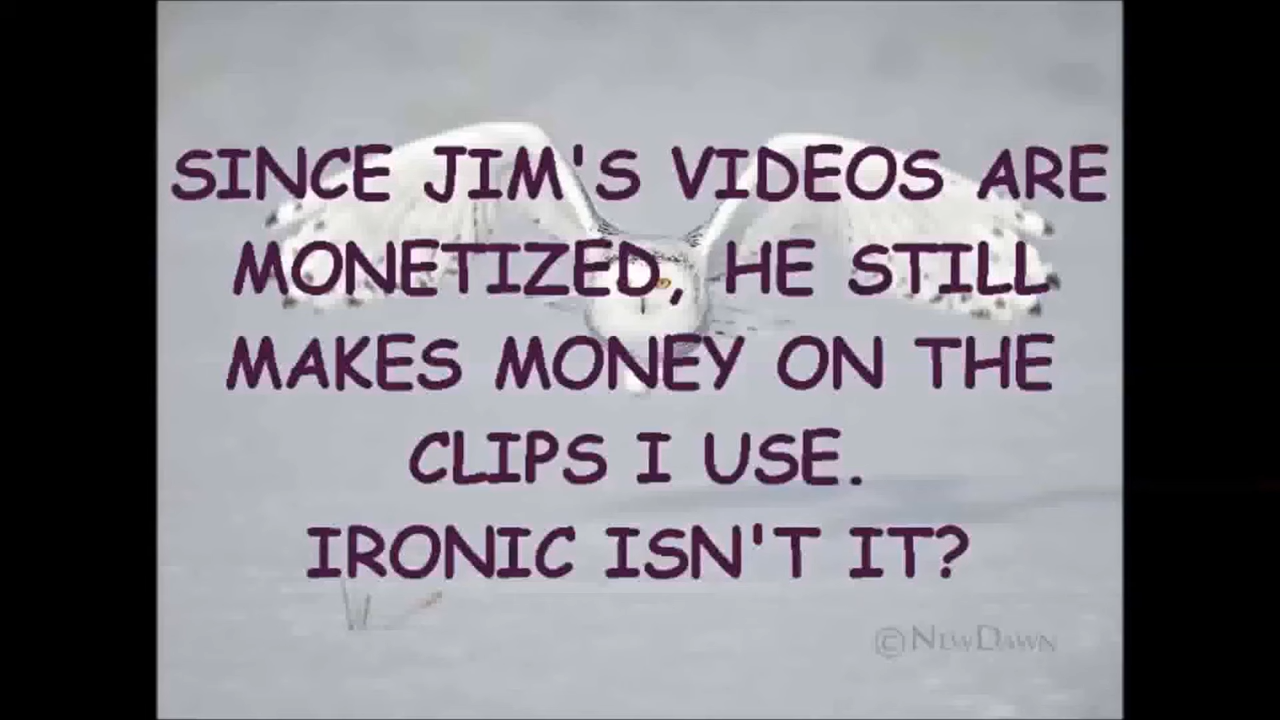 SINCE JIM'S VIDEOS ARE
MONETIZED, HE STILL
MAKES MONEY ON THE
CLIPS I USE.
IRONIC ISN'T IT?
©NEWDAWN